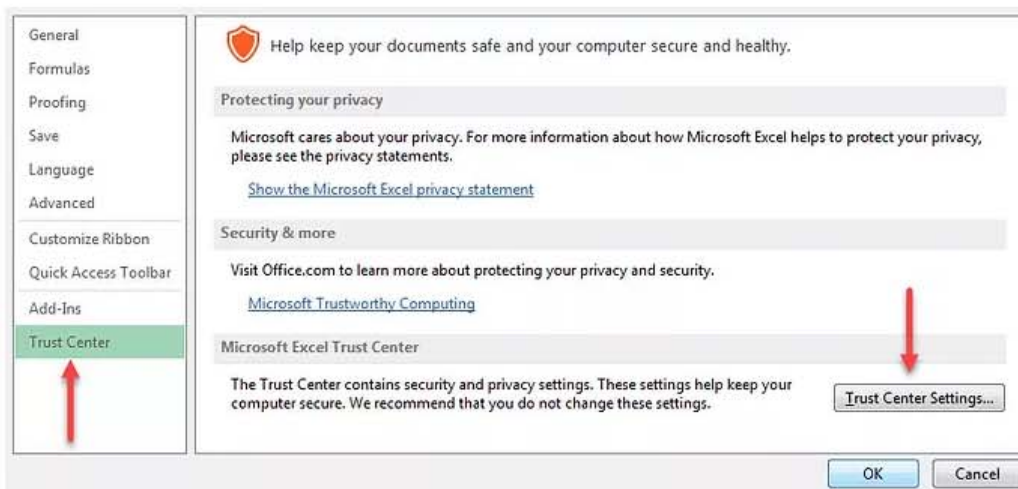 General
Formulas
Proofing
Save
Language
Advanced
Customize Ribbon
Quick Access Toolbar
Add-Ins
Trust Center
Help keep your documents safe and your computer secure and healthy.
Protecting your privacy
Microsoft cares about your privacy. For more information about how Microsoft Excel helps to protect your privacy,
please see the privacy statements.
Show the Microsoft Excel privacy statement
Security & more
Visit Office.com to learn more about protecting your privacy and security.
Microsoft Trustworthy Computing
Microsoft Excel Trust Center
The Trust Center contains security and privacy settings. These settings help keep your
computer secure. We recommend that you do not change these settings.
Trust Center Settings...
OK
Cancel